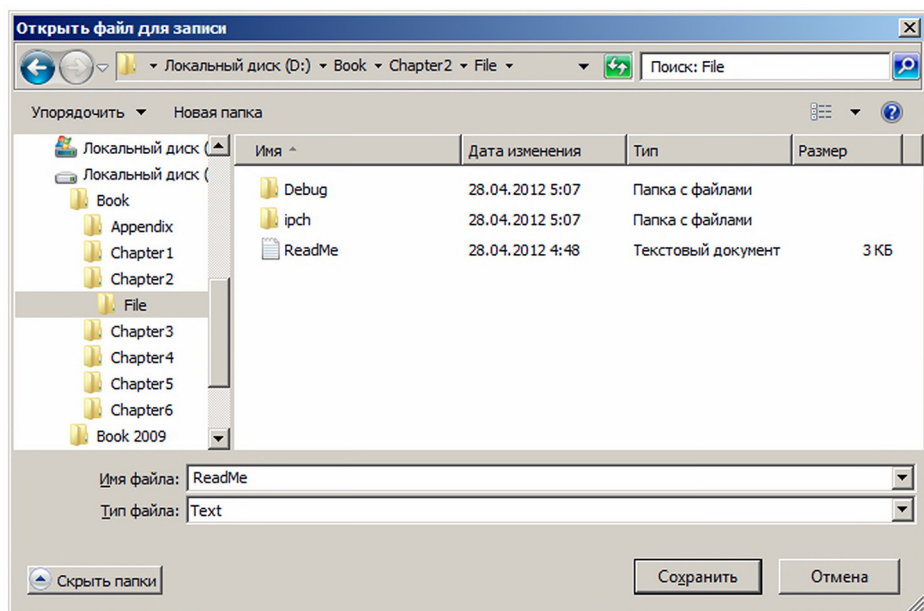 Открыть файл для записи
Локальный диск (D:) Book Chapter2 File
Поиск: File
Упорядочить Новая папка
Локальный диск (
Локальный диск (
Book
Appendix
Chapter1
Chapter2
File
Chapter3
Chapter4
Chapter5
Chapter6
Book 2009
Имя Дата изменения Тип Размер
Debug 28.04.2012 5:07 Папка с файлами
ipch 28.04.2012 5:07 Папка с файлами
ReadMe 28.04.2012 4:48 Текстовый документ 3 КБ
Имя файла: ReadMe
Тип файла: Text
Скрыть папки
Сохранить
Отмена